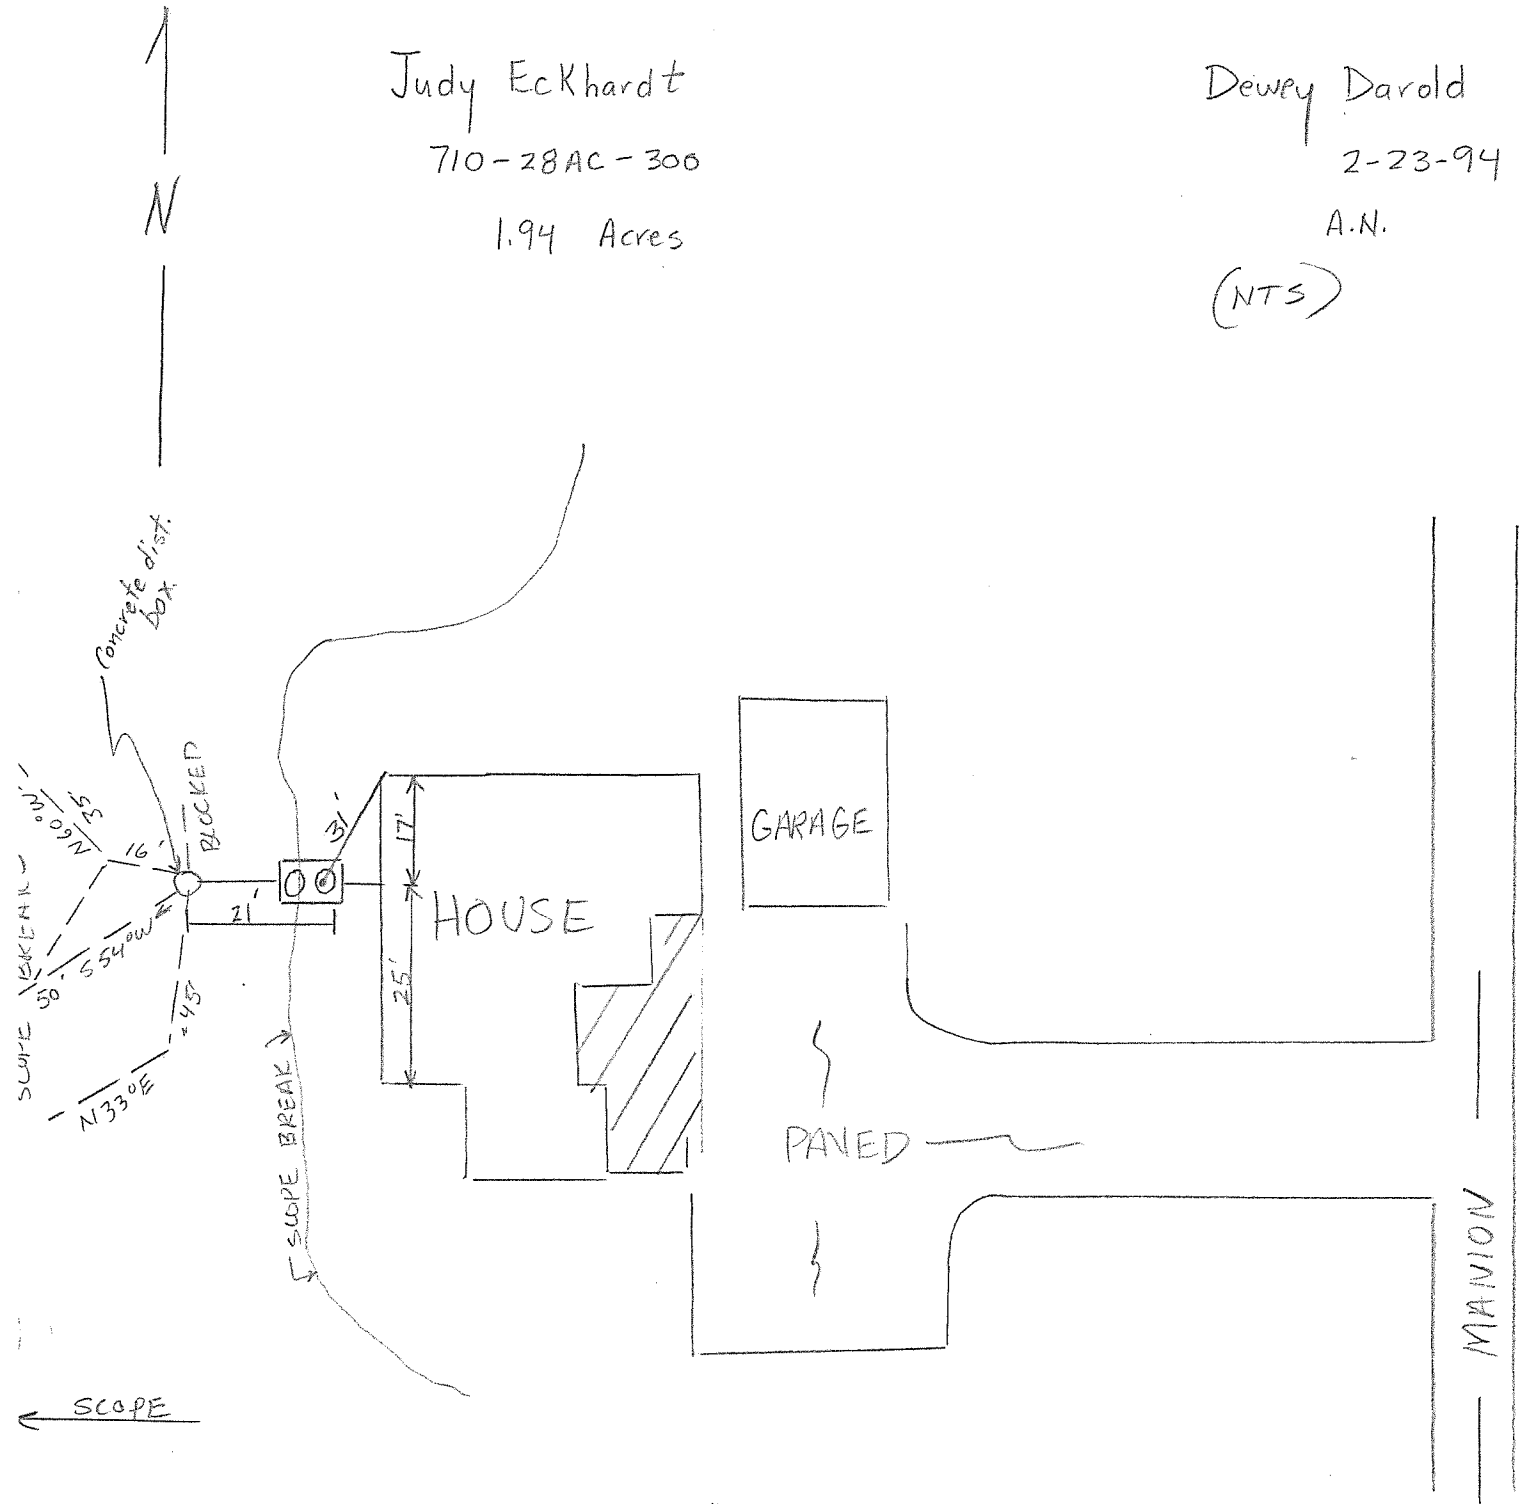 Judy Eckhardt
710-28AC-300
1.94 Acres
Dewey Darold
2-23-94
A.N.
(NTS)
N
Concrete dist.
box.
BLOCKED
N60°W
35'
16'
S54°W
50'
≈45'
N33°E
SLOPE BREAK
21'
31'
17'
25'
HOUSE
GARAGE
SLOPE BREAK
PAVED
MANION
SLOPE